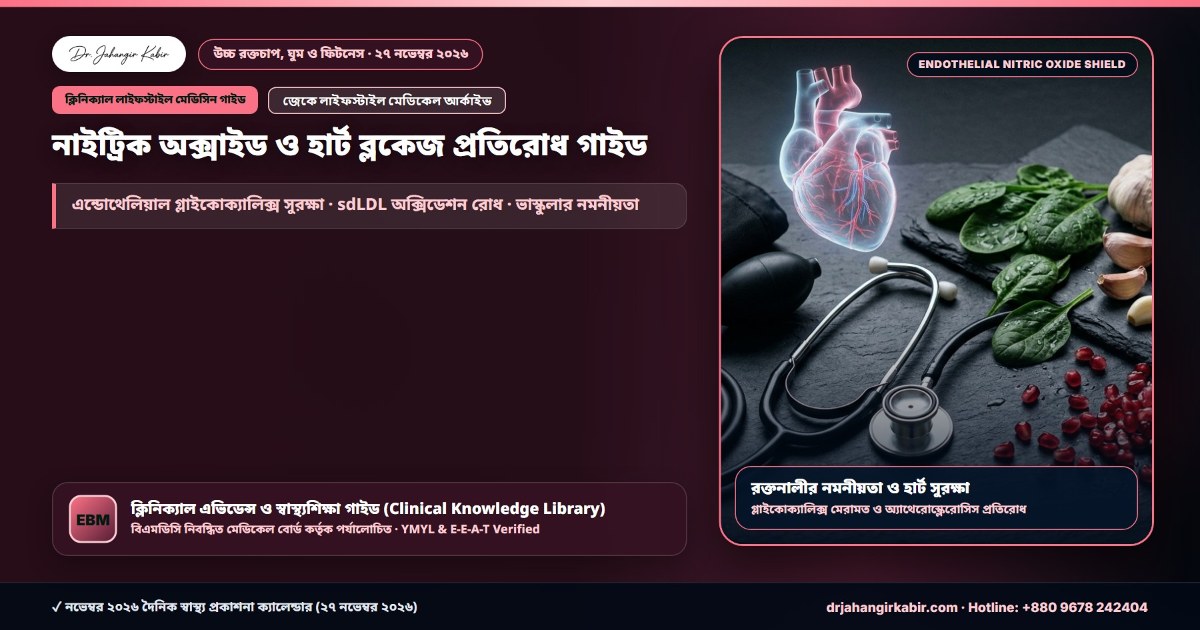 Dr. Jahangir Kabir
উচ্চ রক্তচাপ, ঘুম ও ফিটনেস · ২৭ নভেম্বর ২০২৬
ক্লিনিক্যাল লাইফস্টাইল মেডিসিন গাইড
জেকে লাইফস্টাইল মেডিকেল আর্কাইভ
নাইট্রিক অক্সাইড ও হার্ট ব্লকেজ প্রতিরোধ গাইড
এন্ডোথেলিয়াল গ্লাইকোক্যালিক্স সুরক্ষা · sdLDL অক্সিডেশন রোধ · ভাস্কুলার নমনীয়তা
EBM
ক্লিনিক্যাল এভিডেন্স ও স্বাস্থ্যশিক্ষা গাইড (Clinical Knowledge Library)
বিএমডিসি নিবন্ধিত মেডিকেল বোর্ড কর্তৃক পর্যালোচিত · YMYL & E-E-A-T Verified
ENDOTHELIAL NITRIC OXIDE SHIELD
রক্তনালীর নমনীয়তা ও হার্ট সুরক্ষা
গ্লাইকোক্যালিক্স মেরামত ও অ্যাথেরোস্ক্লেরোসিস প্রতিরোধ
✓ নভেম্বর ২০২৬ দৈনিক স্বাস্থ্য প্রকাশনা ক্যালেন্ডার (২৭ নভেম্বর ২০২৬)
drjahangirkabir.com · Hotline: +880 9678 242404